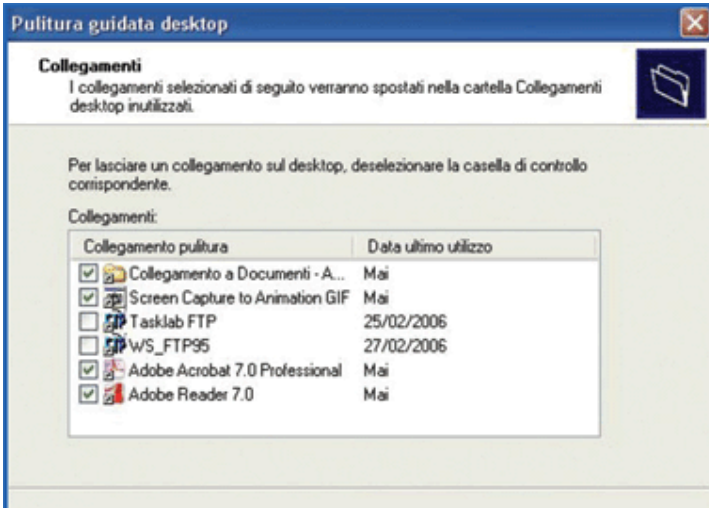 Pulitura guidata desktop
Collegamenti
I collegamenti selezionati di seguito verranno spostati nella cartella Collegamenti
desktop inutilizzati.
Per lasciare un collegamento sul desktop, deselezionare la casella di controllo
corrispondente.
Collegamenti:
Collegamento pulitura Data ultimo utilizzo
Collegamento a Documenti - A... Mai
Screen Capture to Animation GIF Mai
Tasklab FTP 25/02/2006
WS_FTP95 27/02/2006
Adobe Acrobat 7.0 Professional Mai
Adobe Reader 7.0 Mai